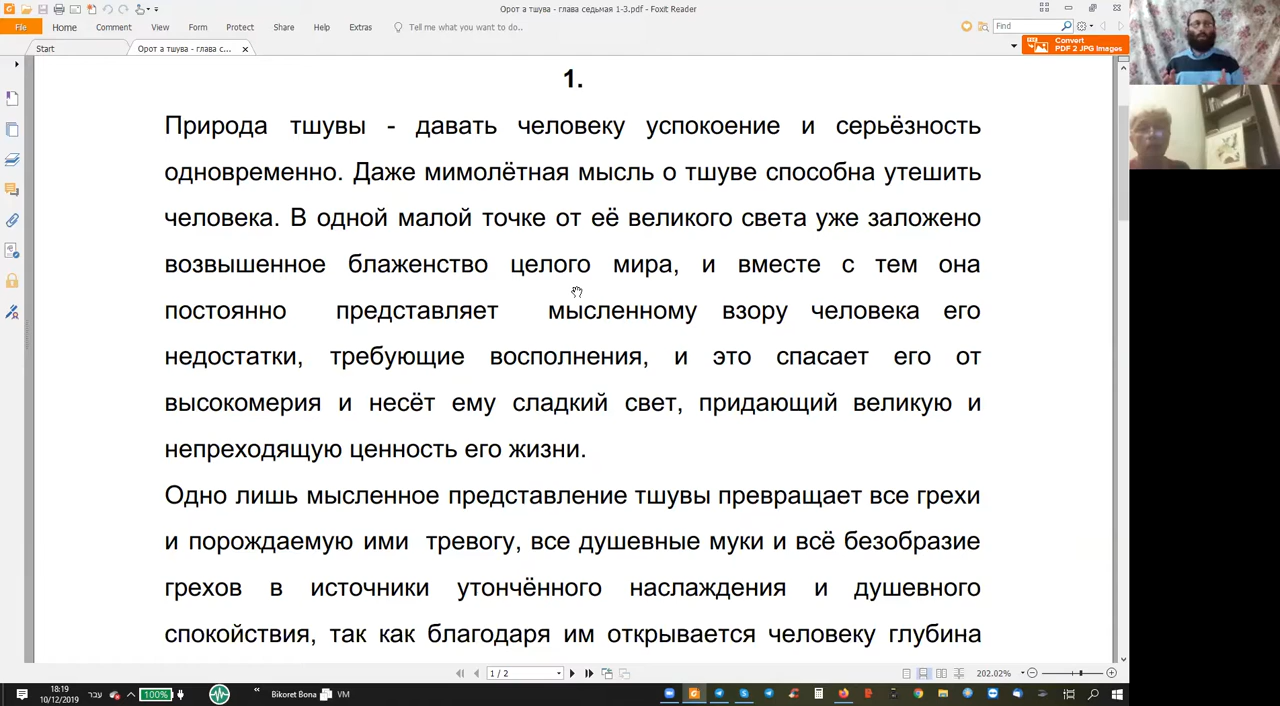 Орот а тшува - глава седьмая 1-3.pdf - Foxit Reader
File Home Comment View Form Protect Share Help Extras Tell me what you want to do.. Find
Start Орот а тшува - глава с... Convert
PDF 2 JPG Images
1.
Природа тшувы - давать человеку успокоение и серьёзность
одновременно. Даже мимолётная мысль о тшуве способна утешить
человека. В одной малой точке от её великого света уже заложено
возвышенное блаженство целого мира, и вместе с тем она
постоянно представляет мысленному взору человека его
недостатки, требующие восполнения, и это спасает его от
высокомерия и несёт ему сладкий свет, придающий великую и
непреходящую ценность его жизни.
Одно лишь мысленное представление тшувы превращает все грехи
и порождаемую ими тревогу, все душевные муки и всё безобразие
грехов в источники утончённого наслаждения и душевного
спокойствия, так как благодаря им открывается человеку глубина
1 / 2 202.02%
18:19
10/12/2019 עבר 100% Bikoret Bona VM